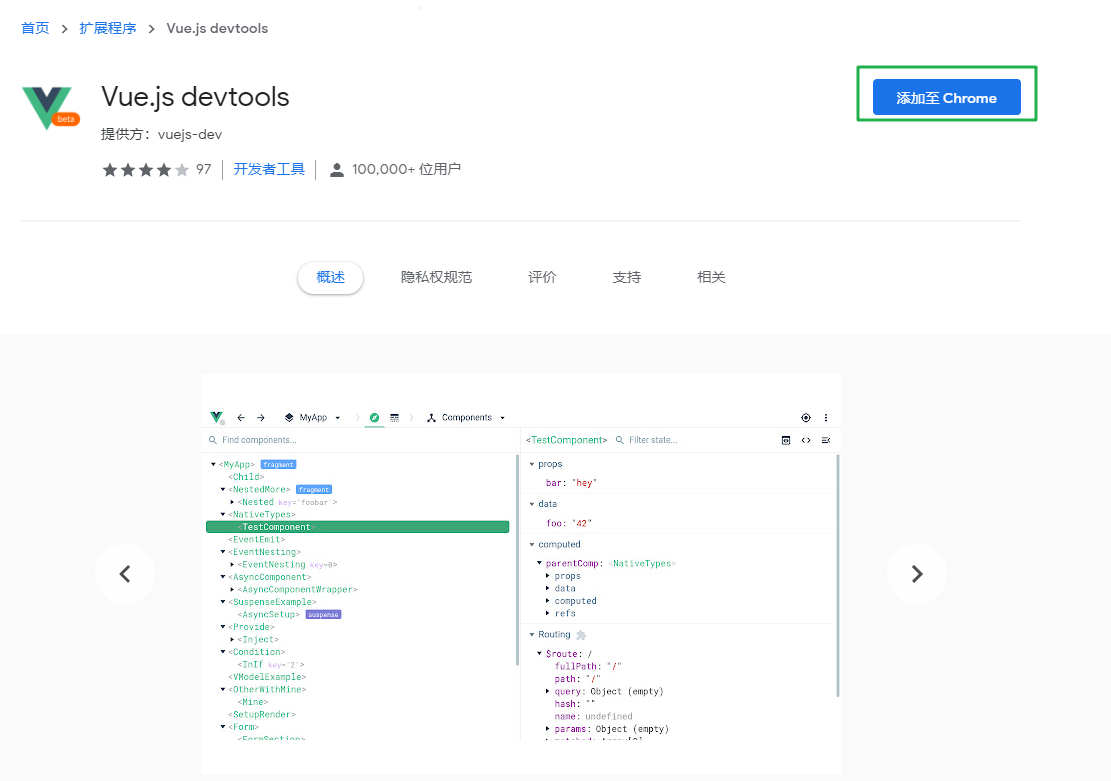 首页 > 扩展程序 > Vue.js devtools
beta
Vue.js devtools
添加至 Chrome
提供方： vuejs-dev
97 开发者工具 100,000+ 位用户
概述 隐私权规范 评价 支持 相关
MyApp Components
Find components...
<MyApp> fragment
<Child>
<NestedMore> fragment
<Nested key='foobar'>
<NativeTypes>
<TestComponent>
<EventEmit>
<EventNesting>
<EventNesting key=0>
<AsyncComponent>
<AsyncComponentWrapper>
<SuspenseExample>
<AsyncSetup> suspense
<Provide>
<Inject>
<Condition>
<InIf key='2'>
<VModelExample>
<OtherWithMine>
<Mine>
<SetupRender>
<Form>
<FormSection>
<TestComponent> Filter state...
props
bar: "hey"
data
foo: "42"
computed
parentComp: <NativeTypes>
props
data
computed
refs
Routing
$route: /
fullPath: "/"
path: "/"
query: Object (empty)
hash: ""
name: undefined
params: Object (empty)